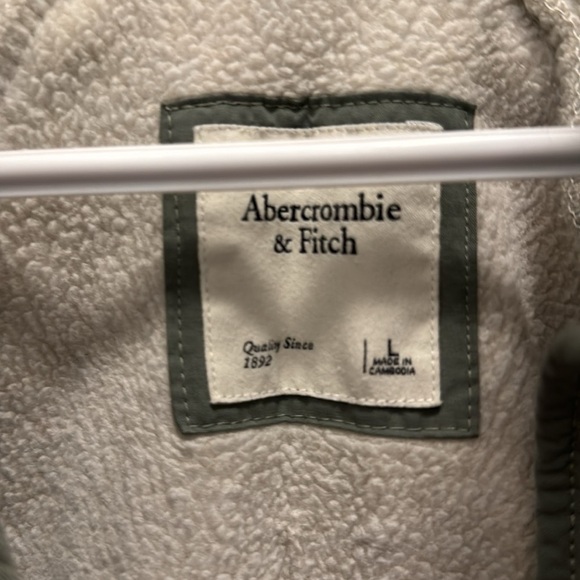 Abercrombie
& Fitch
Quality Since
1892
L
MADE IN
CAMBODIA